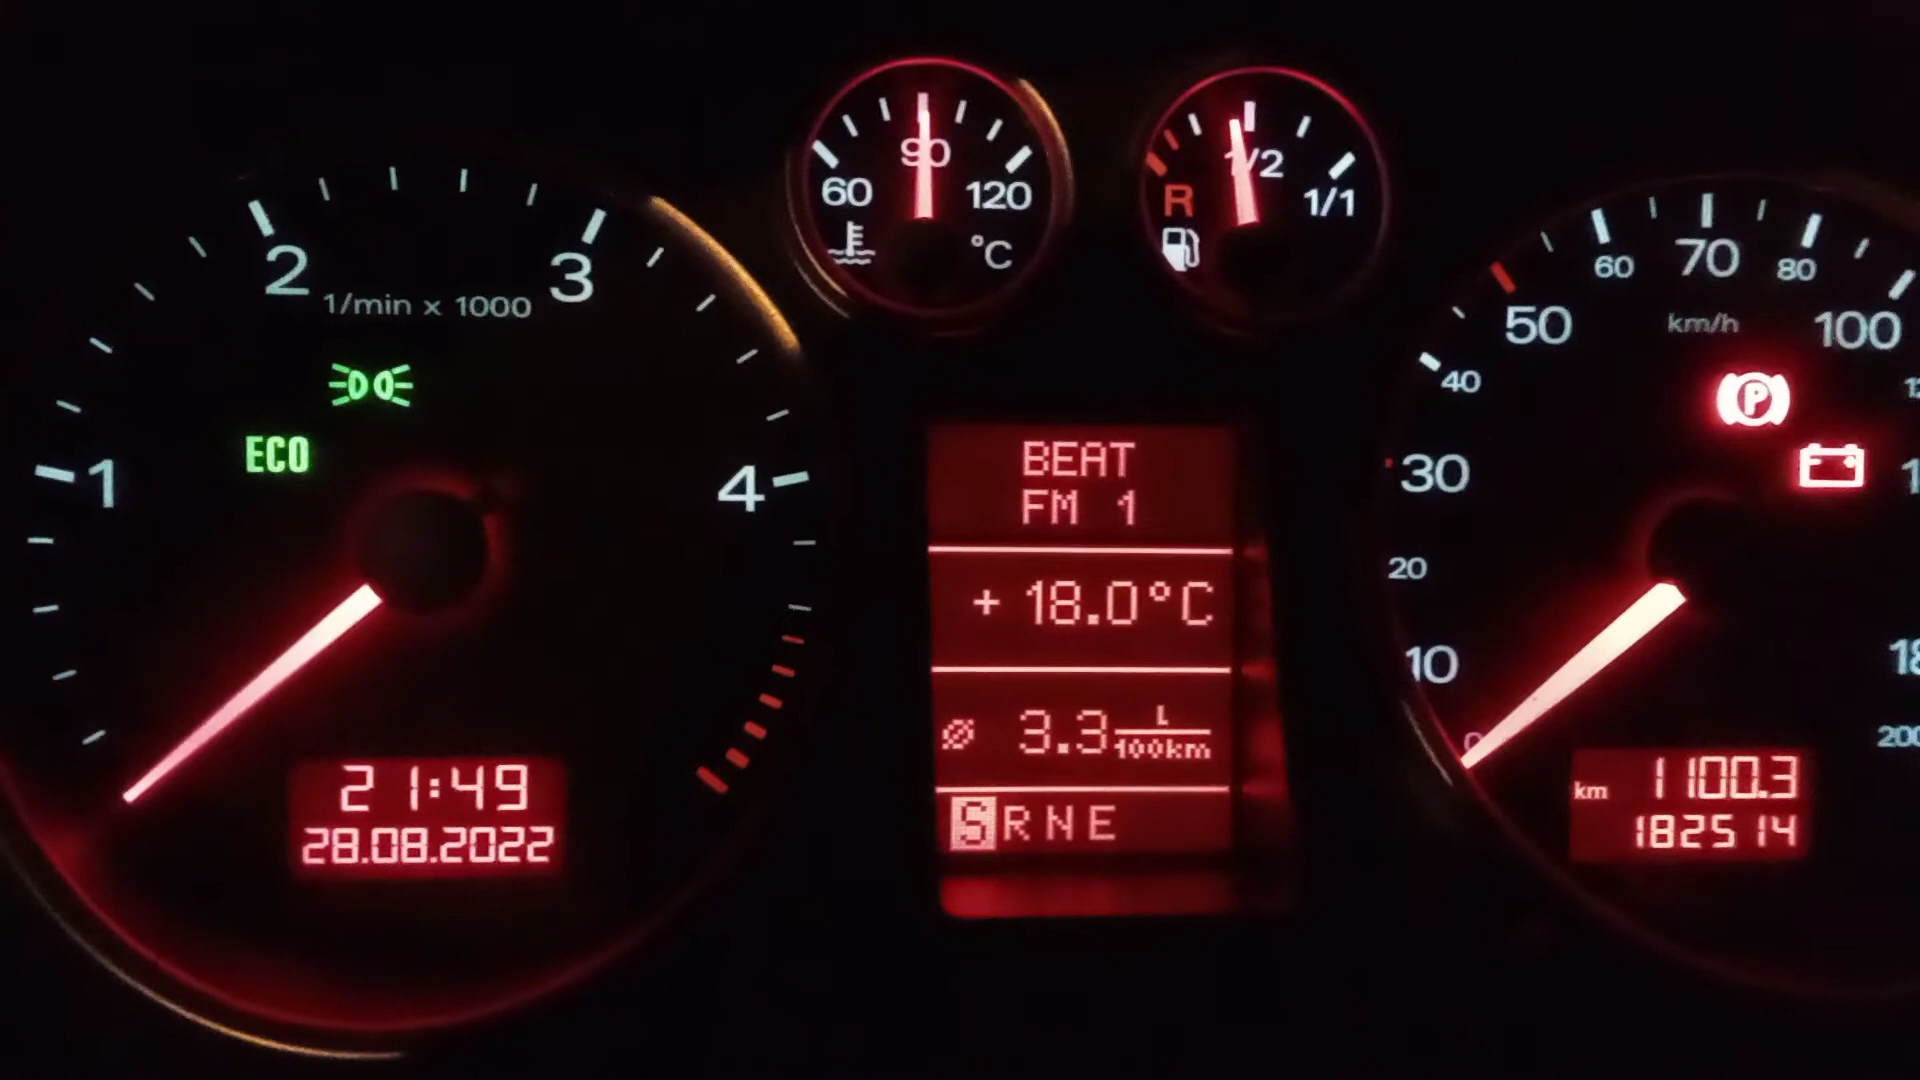 2
3
1/min x 1000
ECO
1
4
21:49
28.08.2022
90
60
120
°C
1/2
R
1/1
BEAT
FM 1
+ 18.0°C
ø 3.3 L/100km
S R N E
60
70
80
50
km/h
100
40
30
20
10
0
200
km 1100.3
182514